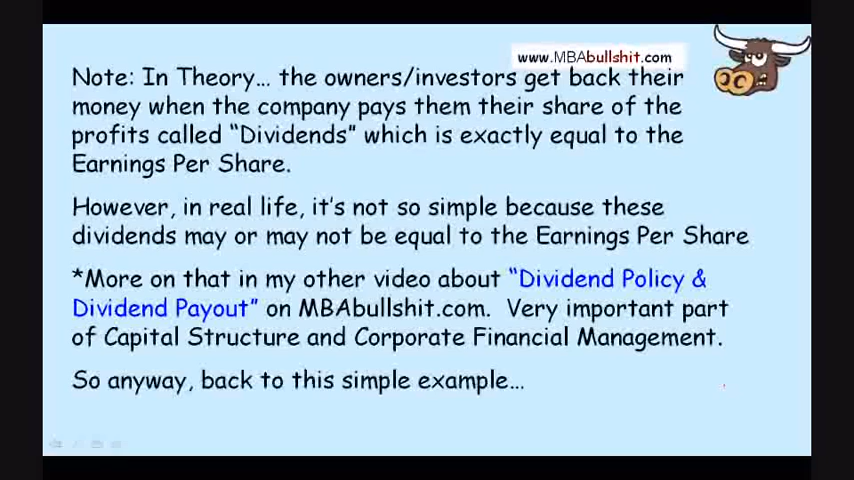 www.MBAbullshit.com
Note: In Theory... the owners/investors get back their
money when the company pays them their share of the
profits called “Dividends” which is exactly equal to the
Earnings Per Share.
However, in real life, it’s not so simple because these
dividends may or may not be equal to the Earnings Per Share
*More on that in my other video about “Dividend Policy &
Dividend Payout” on MBAbullshit.com. Very important part
of Capital Structure and Corporate Financial Management.
So anyway, back to this simple example...